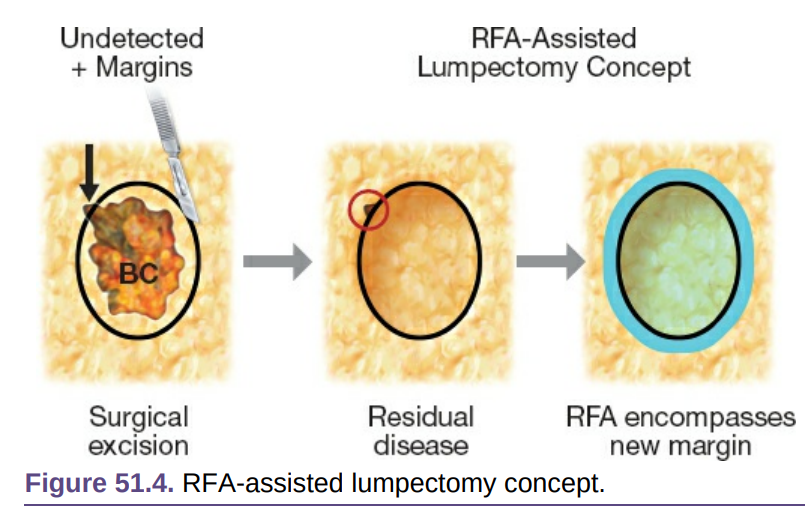 Undetected
+ Margins
RFA-Assisted
Lumpectomy Concept
BC
Surgical
excision
Residual
disease
RFA encompasses
new margin
Figure 51.4. RFA-assisted lumpectomy concept.